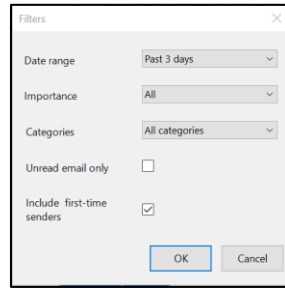 Filters
Date range Past 3 days
Importance All
Categories All categories
Unread email only
Include first-time
senders
OK Cancel